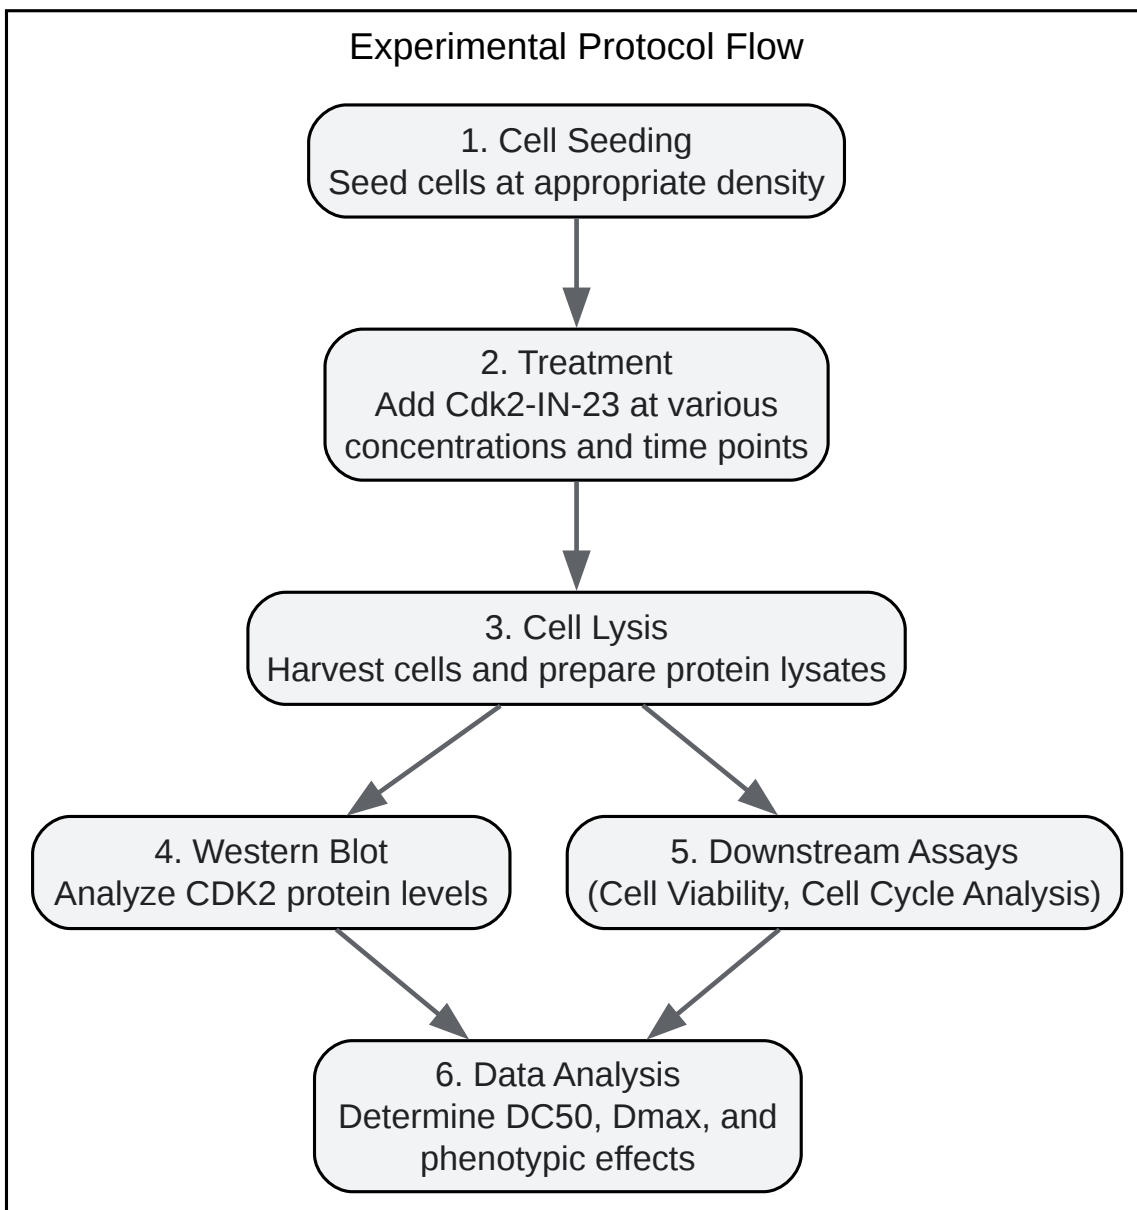 Experimental Protocol Flow
1. Cell Seeding
Seed cells at appropriate density
2. Treatment
Add Cdk2-IN-23 at various
concentrations and time points
3. Cell Lysis
Harvest cells and prepare protein lysates
4. Western Blot
Analyze CDK2 protein levels
5. Downstream Assays
(Cell Viability, Cell Cycle Analysis)
6. Data Analysis
Determine DC50, Dmax, and
phenotypic effects